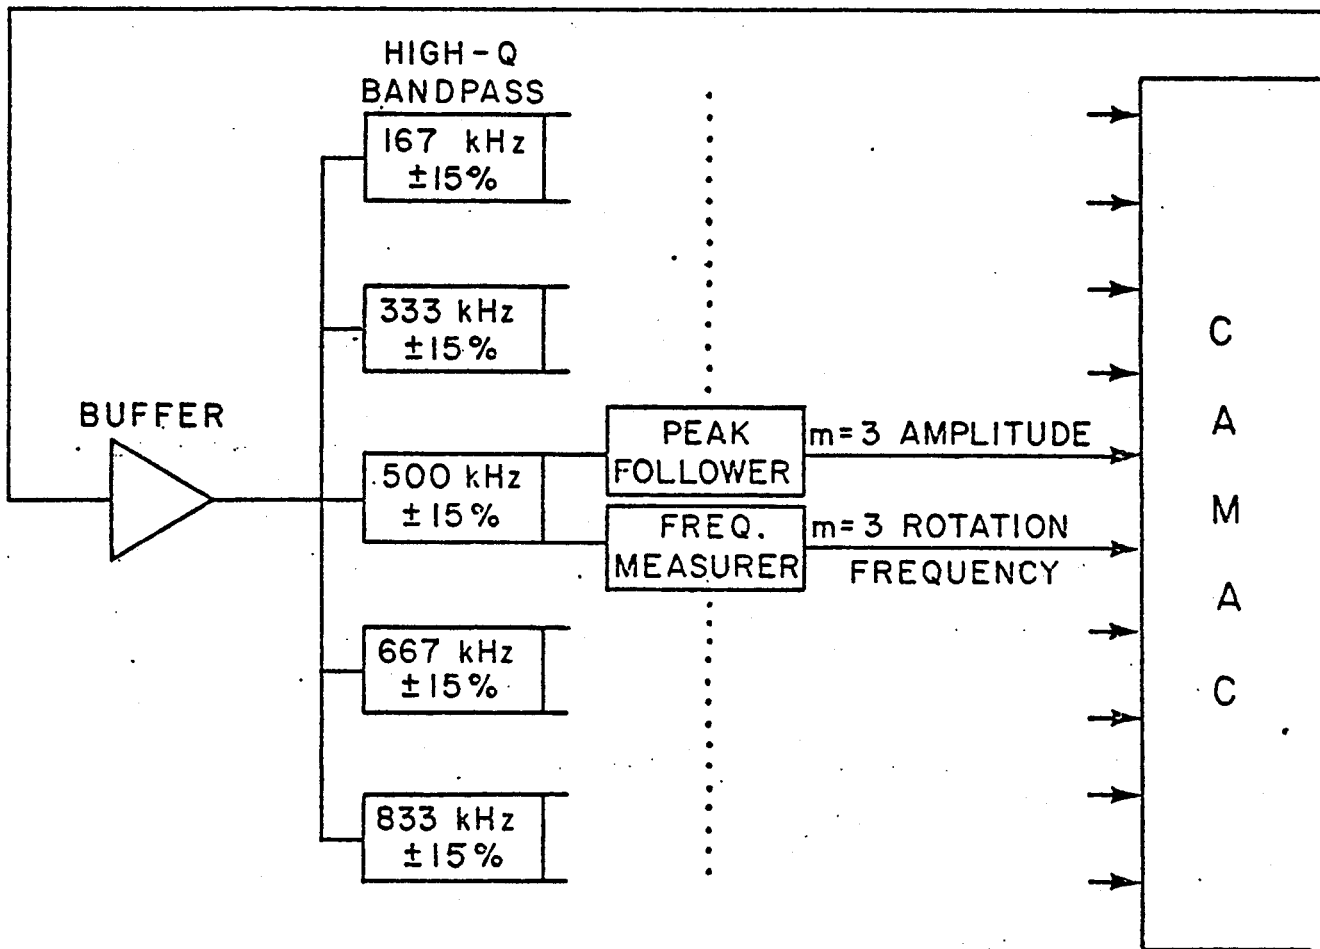 HIGH-Q
BANDPASS
167 kHz
±15%
333 kHz
±15%
BUFFER
500 kHz
±15%
PEAK
FOLLOWER
m=3 AMPLITUDE
FREQ.
MEASURER
m=3 ROTATION
FREQUENCY
667 kHz
±15%
833 kHz
±15%
C
A
M
A
C